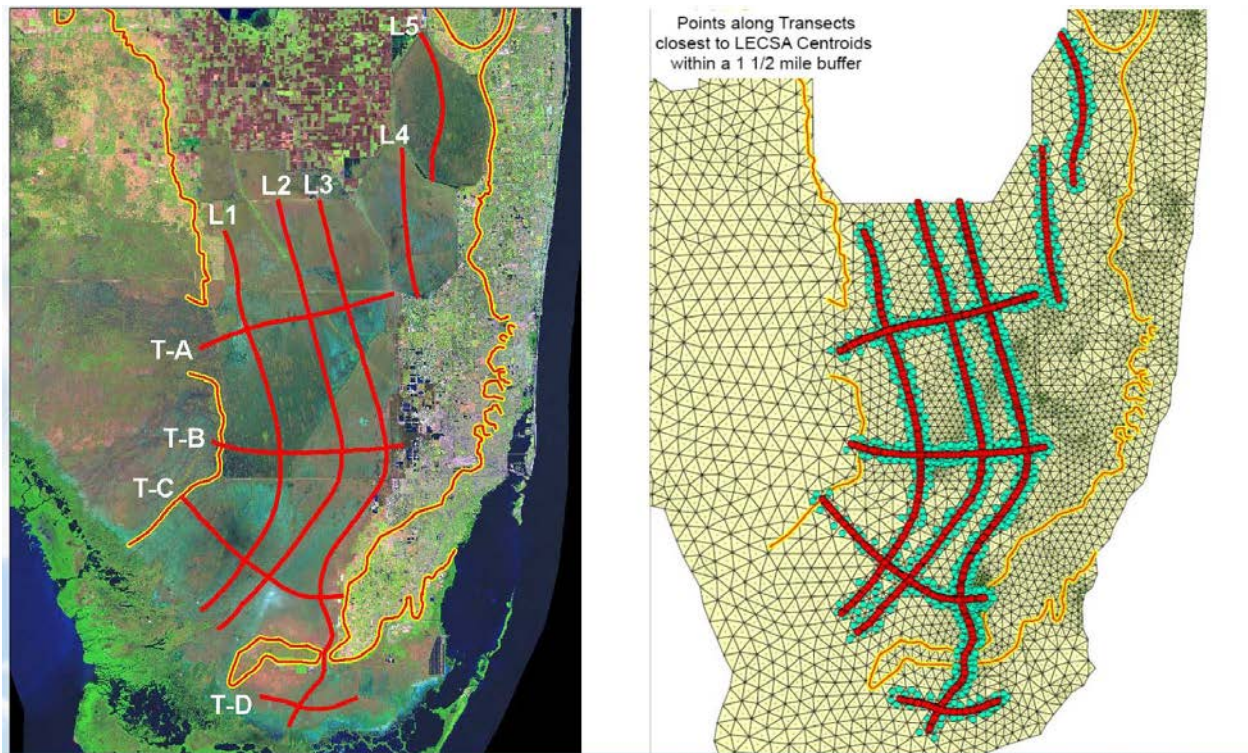 L5
L4
L2 L3
L1
T-A
T-B
T-C
T-D
Points along Transects
closest to LECSA Centroids
within a 1 1/2 mile buffer